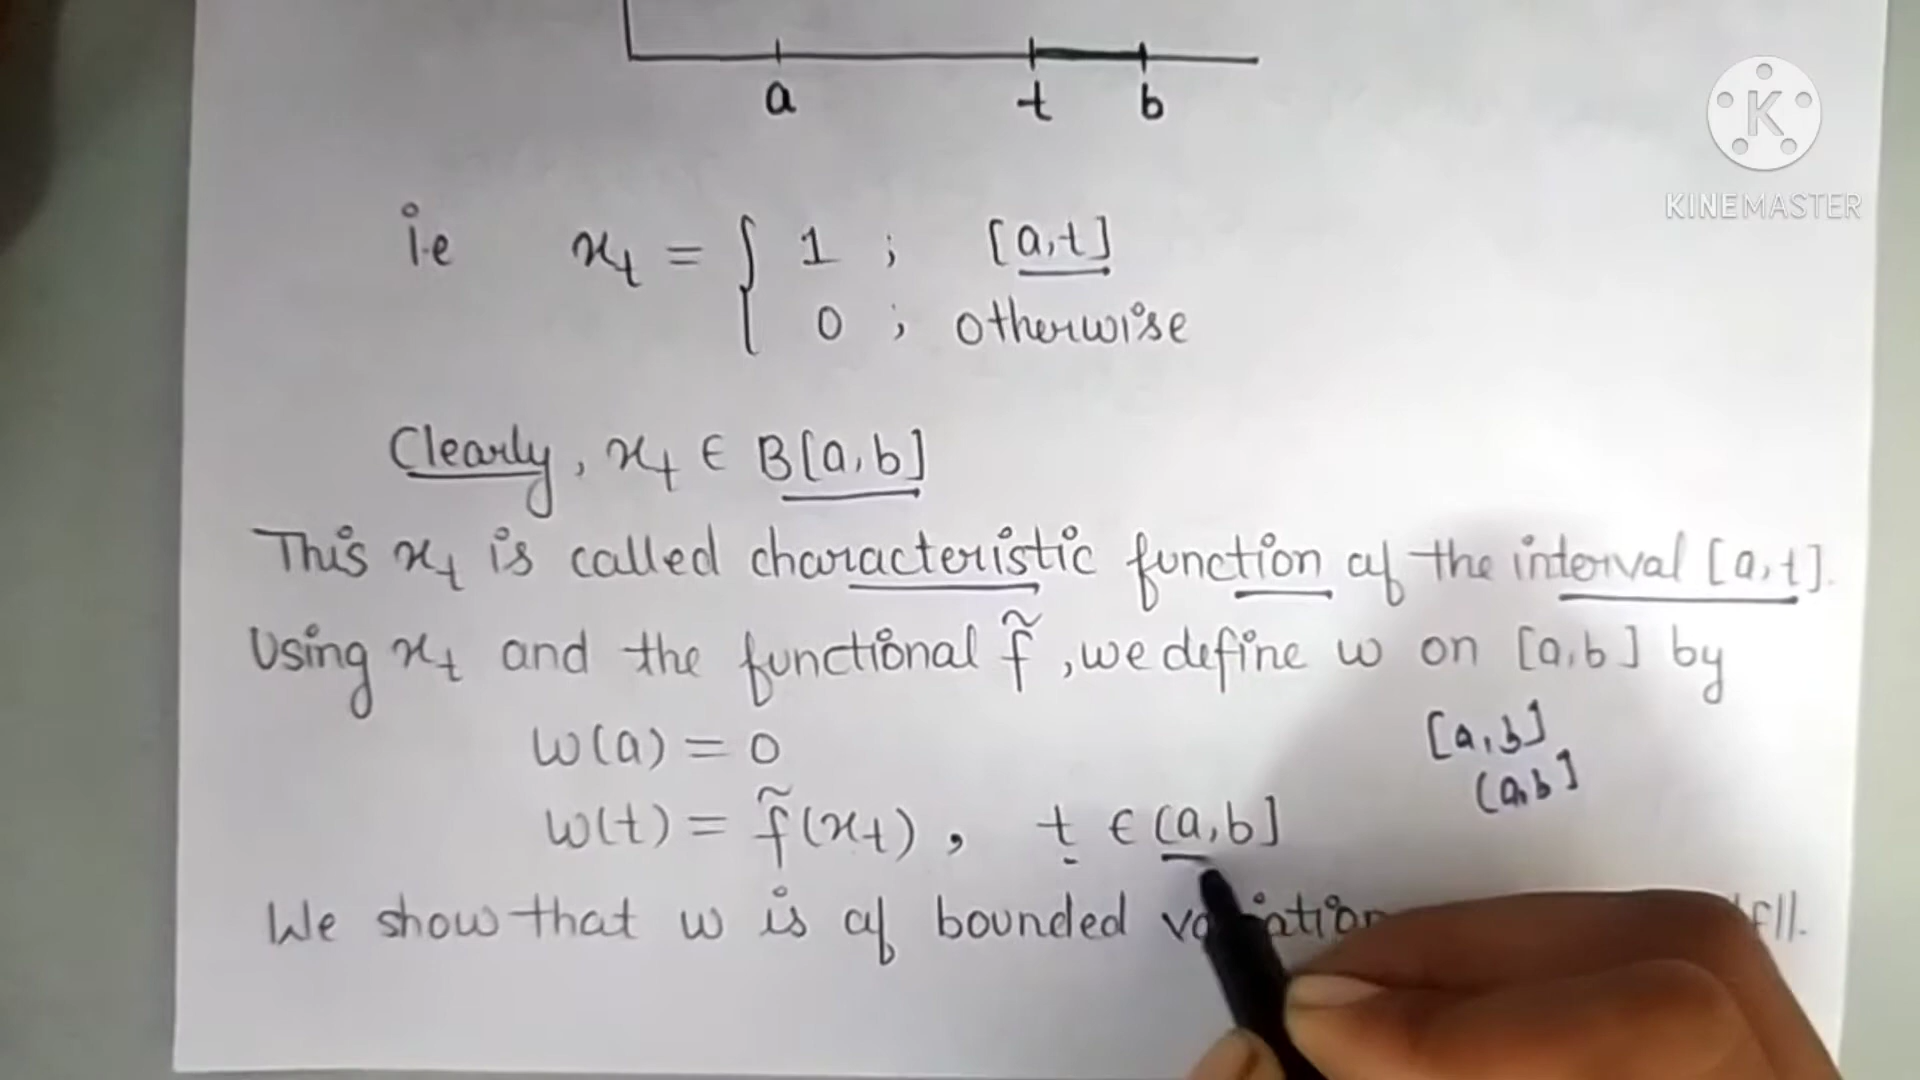 a t b
i.e x_t = { 1 ; [a,t]
0 ; otherwise
Clearly, x_t ∈ B[a,b]
This x_t is called characteristic function of the interval [a,t].
Using x_t and the functional f̃, we define w on [a,b] by
w(a) = 0
[a,b]
(a,b]
w(t) = f̃(x_t), t ∈ (a,b]
We show that w is of bounded
KINEMASTER